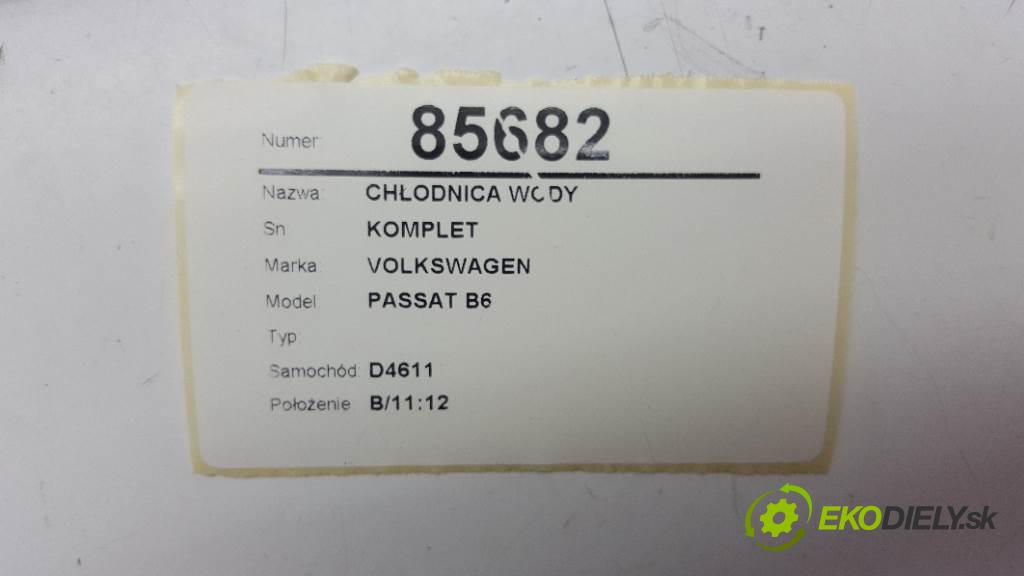 Numer: 85682
Nazwa: CHŁODNICA WODY
Sn KOMPLET
Marka: VOLKSWAGEN
Model PASSAT B6
Typ:
Samochód: D4611
Położenie B/11:12
EKODIELY.sk